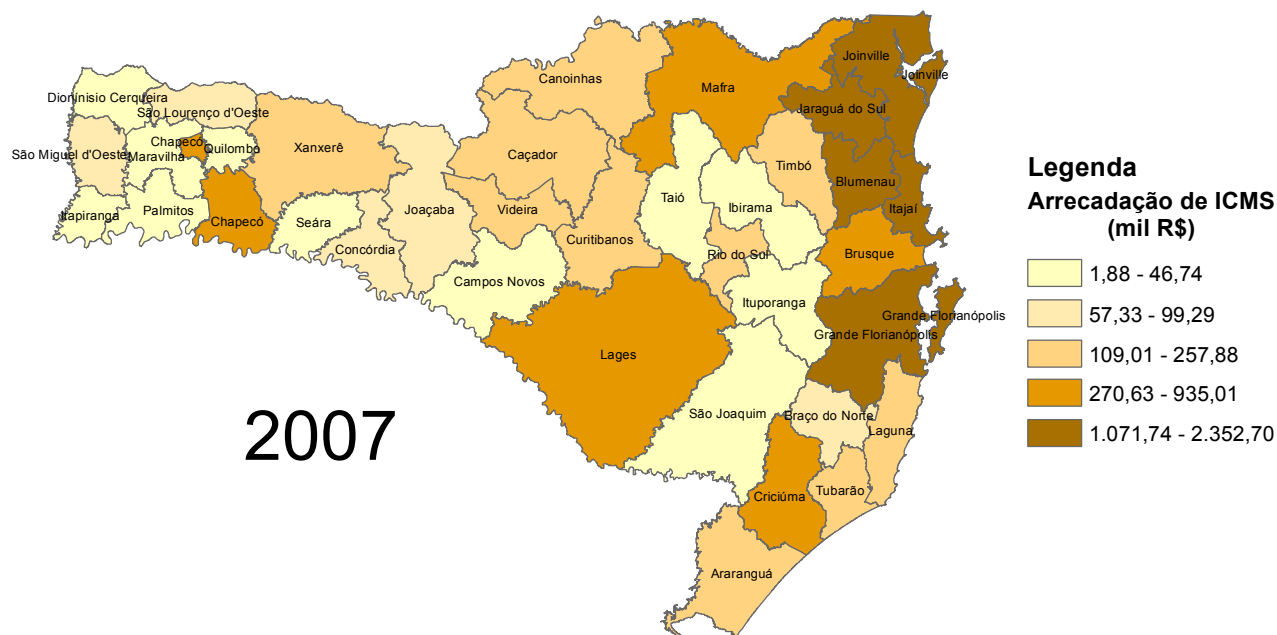 Joinville
Canoinhas
Joinville
Mafra
Dionísio Cerqueira
São Lourenço d'Oeste
Jaraguá do Sul
Chapecó
Quilombo
Xanxerê
São Miguel d'Oeste
Maravilha
Caçador
Timbó
Blumenau
Taió
Ibirama
Itapiranga
Palmitos
Chapecó
Seára
Joaçaba
Videira
Itajaí
Curitibanos
Concórdia
Rio do Sul
Brusque
Campos Novos
Ituporanga
Grande Florianópolis
Grande Florianópolis
Lages
São Joaquim
Braço do Norte
Laguna
Criciúma
Tubarão
Araranguá
2007
Legenda
Arrecadação de ICMS
(mil R$)
1,88 - 46,74
57,33 - 99,29
109,01 - 257,88
270,63 - 935,01
1.071,74 - 2.352,70